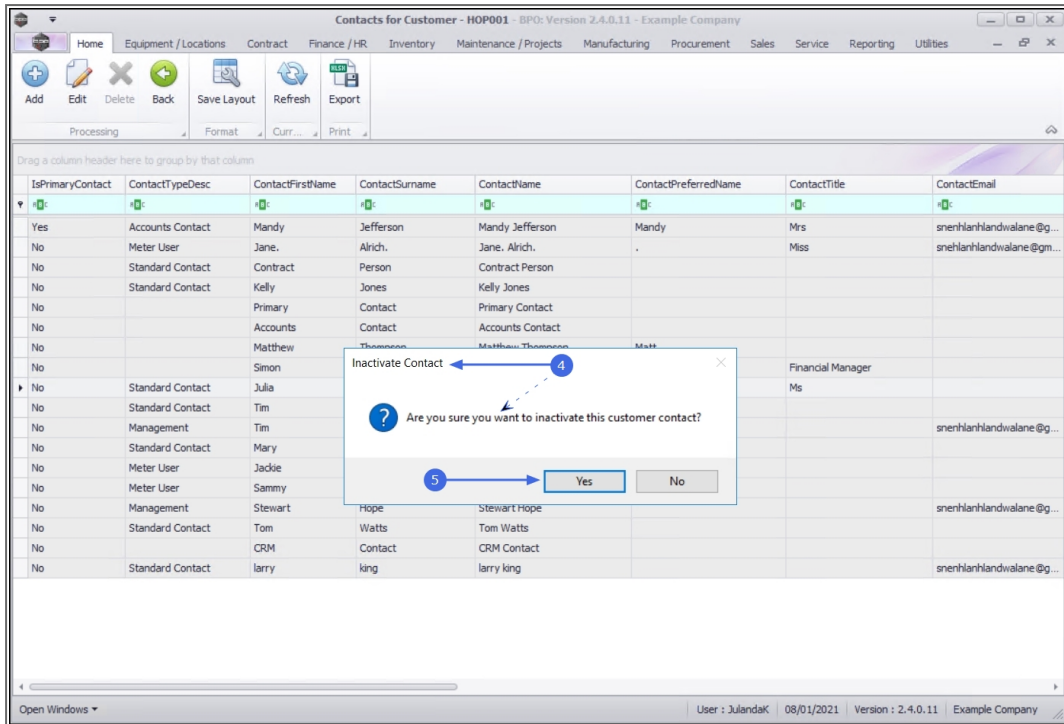 Contacts for Customer - HOP001 - BPO: Version 2.4.0.11 - Example Company
Home Equipment / Locations Contract Finance / HR Inventory Maintenance / Projects Manufacturing Procurement Sales Service Reporting Utilities
Add Edit Delete Back Save Layout Refresh Export
Processing Format Curr... Print
Drag a column header here to group by that column
IsPrimaryContact ContactTypeDesc ContactFirstName ContactSurname ContactName ContactPreferredName ContactTitle ContactEmail
Yes Accounts Contact Mandy Jefferson Mandy Jefferson Mandy Mrs snenhlanhlandwalane@g...
No Meter User Jane. Alrich. Jane. Alrich. . Miss snehlanhlandwalane@gm...
No Standard Contact Contract Person Contract Person
No Standard Contact Kelly Jones Kelly Jones
No Primary Contact Primary Contact
No Accounts Contact Accounts Contact
No Matthew Thompson Matthew Thompson Matt
No Simon Financial Manager
No Standard Contact Julia Ms
No Standard Contact Tim
No Management Tim snenhlanhlandwalane@g...
No Standard Contact Mary
No Meter User Jackie
No Meter User Sammy
No Management Stewart Hope Stewart Hope snenhlanhlandwalane@g...
No Standard Contact Tom Watts Tom Watts
No CRM Contact CRM Contact
No Standard Contact larry king larry king snenhlanhlandwalane@g...
Inactivate Contact 4
? Are you sure you want to inactivate this customer contact?
5 Yes No
Open Windows User : JulandaK 08/01/2021 Version : 2.4.0.11 Example Company